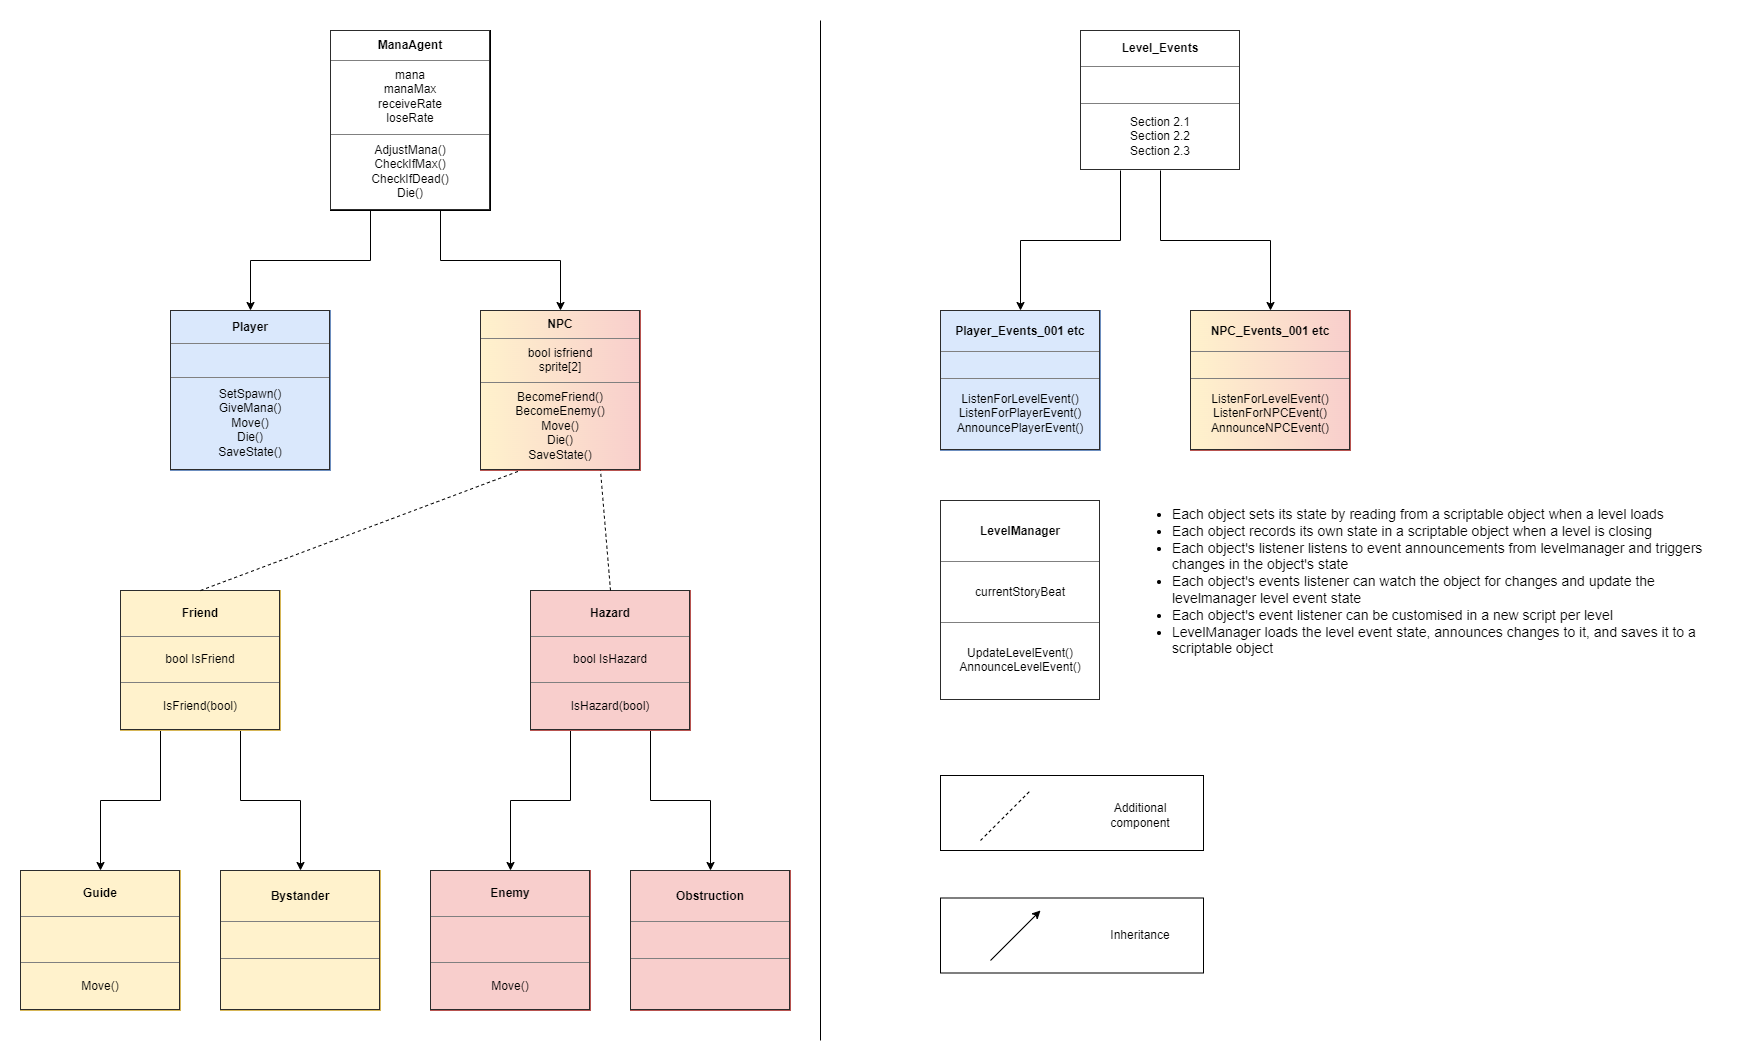 ManaAgent
mana
manaMax
receiveRate
loseRate
AdjustMana()
CheckIfMax()
CheckIfDead()
Die()
Player
SetSpawn()
GiveMana()
Move()
Die()
SaveState()
NPC
bool isfriend
sprite[2]
BecomeFriend()
BecomeEnemy()
Move()
Die()
SaveState()
Friend
bool IsFriend
IsFriend(bool)
Hazard
bool IsHazard
IsHazard(bool)
Guide
Move()
Bystander
Enemy
Move()
Obstruction
Level_Events
Section 2.1
Section 2.2
Section 2.3
Player_Events_001 etc
ListenForLevelEvent()
ListenForPlayerEvent()
AnnouncePlayerEvent()
NPC_Events_001 etc
ListenForLevelEvent()
ListenForNPCEvent()
AnnounceNPCEvent()
LevelManager
currentStoryBeat
UpdateLevelEvent()
AnnounceLevelEvent()
• Each object sets its state by reading from a scriptable object when a level loads
• Each object records its own state in a scriptable object when a level is closing
• Each object's listener listens to event announcements from levelmanager and triggers
changes in the object's state
• Each object's events listener can watch the object for changes and update the
levelmanager level event state
• Each object's event listener can be customised in a new script per level
• LevelManager loads the level event state, announces changes to it, and saves it to a
scriptable object
Additional
component
Inheritance